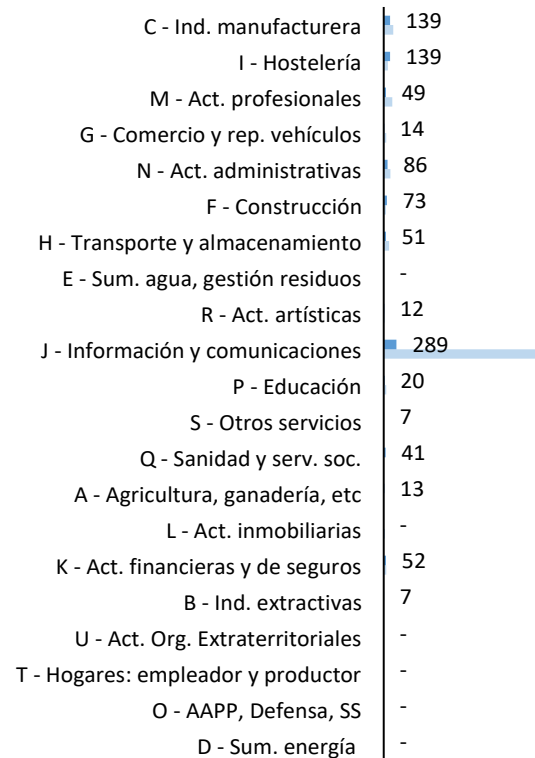 C - Ind. manufacturera 139
I - Hostelería 139
M - Act. profesionales 49
G - Comercio y rep. vehículos 14
N - Act. administrativas 86
F - Construcción 73
H - Transporte y almacenamiento 51
E - Sum. agua, gestión residuos -
R - Act. artísticas 12
J - Información y comunicaciones 289
P - Educación 20
S - Otros servicios 7
Q - Sanidad y serv. soc. 41
A - Agricultura, ganadería, etc 13
L - Act. inmobiliarias -
K - Act. financieras y de seguros 52
B - Ind. extractivas 7
U - Act. Org. Extraterritoriales -
T - Hogares: empleador y productor -
O - AAPP, Defensa, SS -
D - Sum. energía -